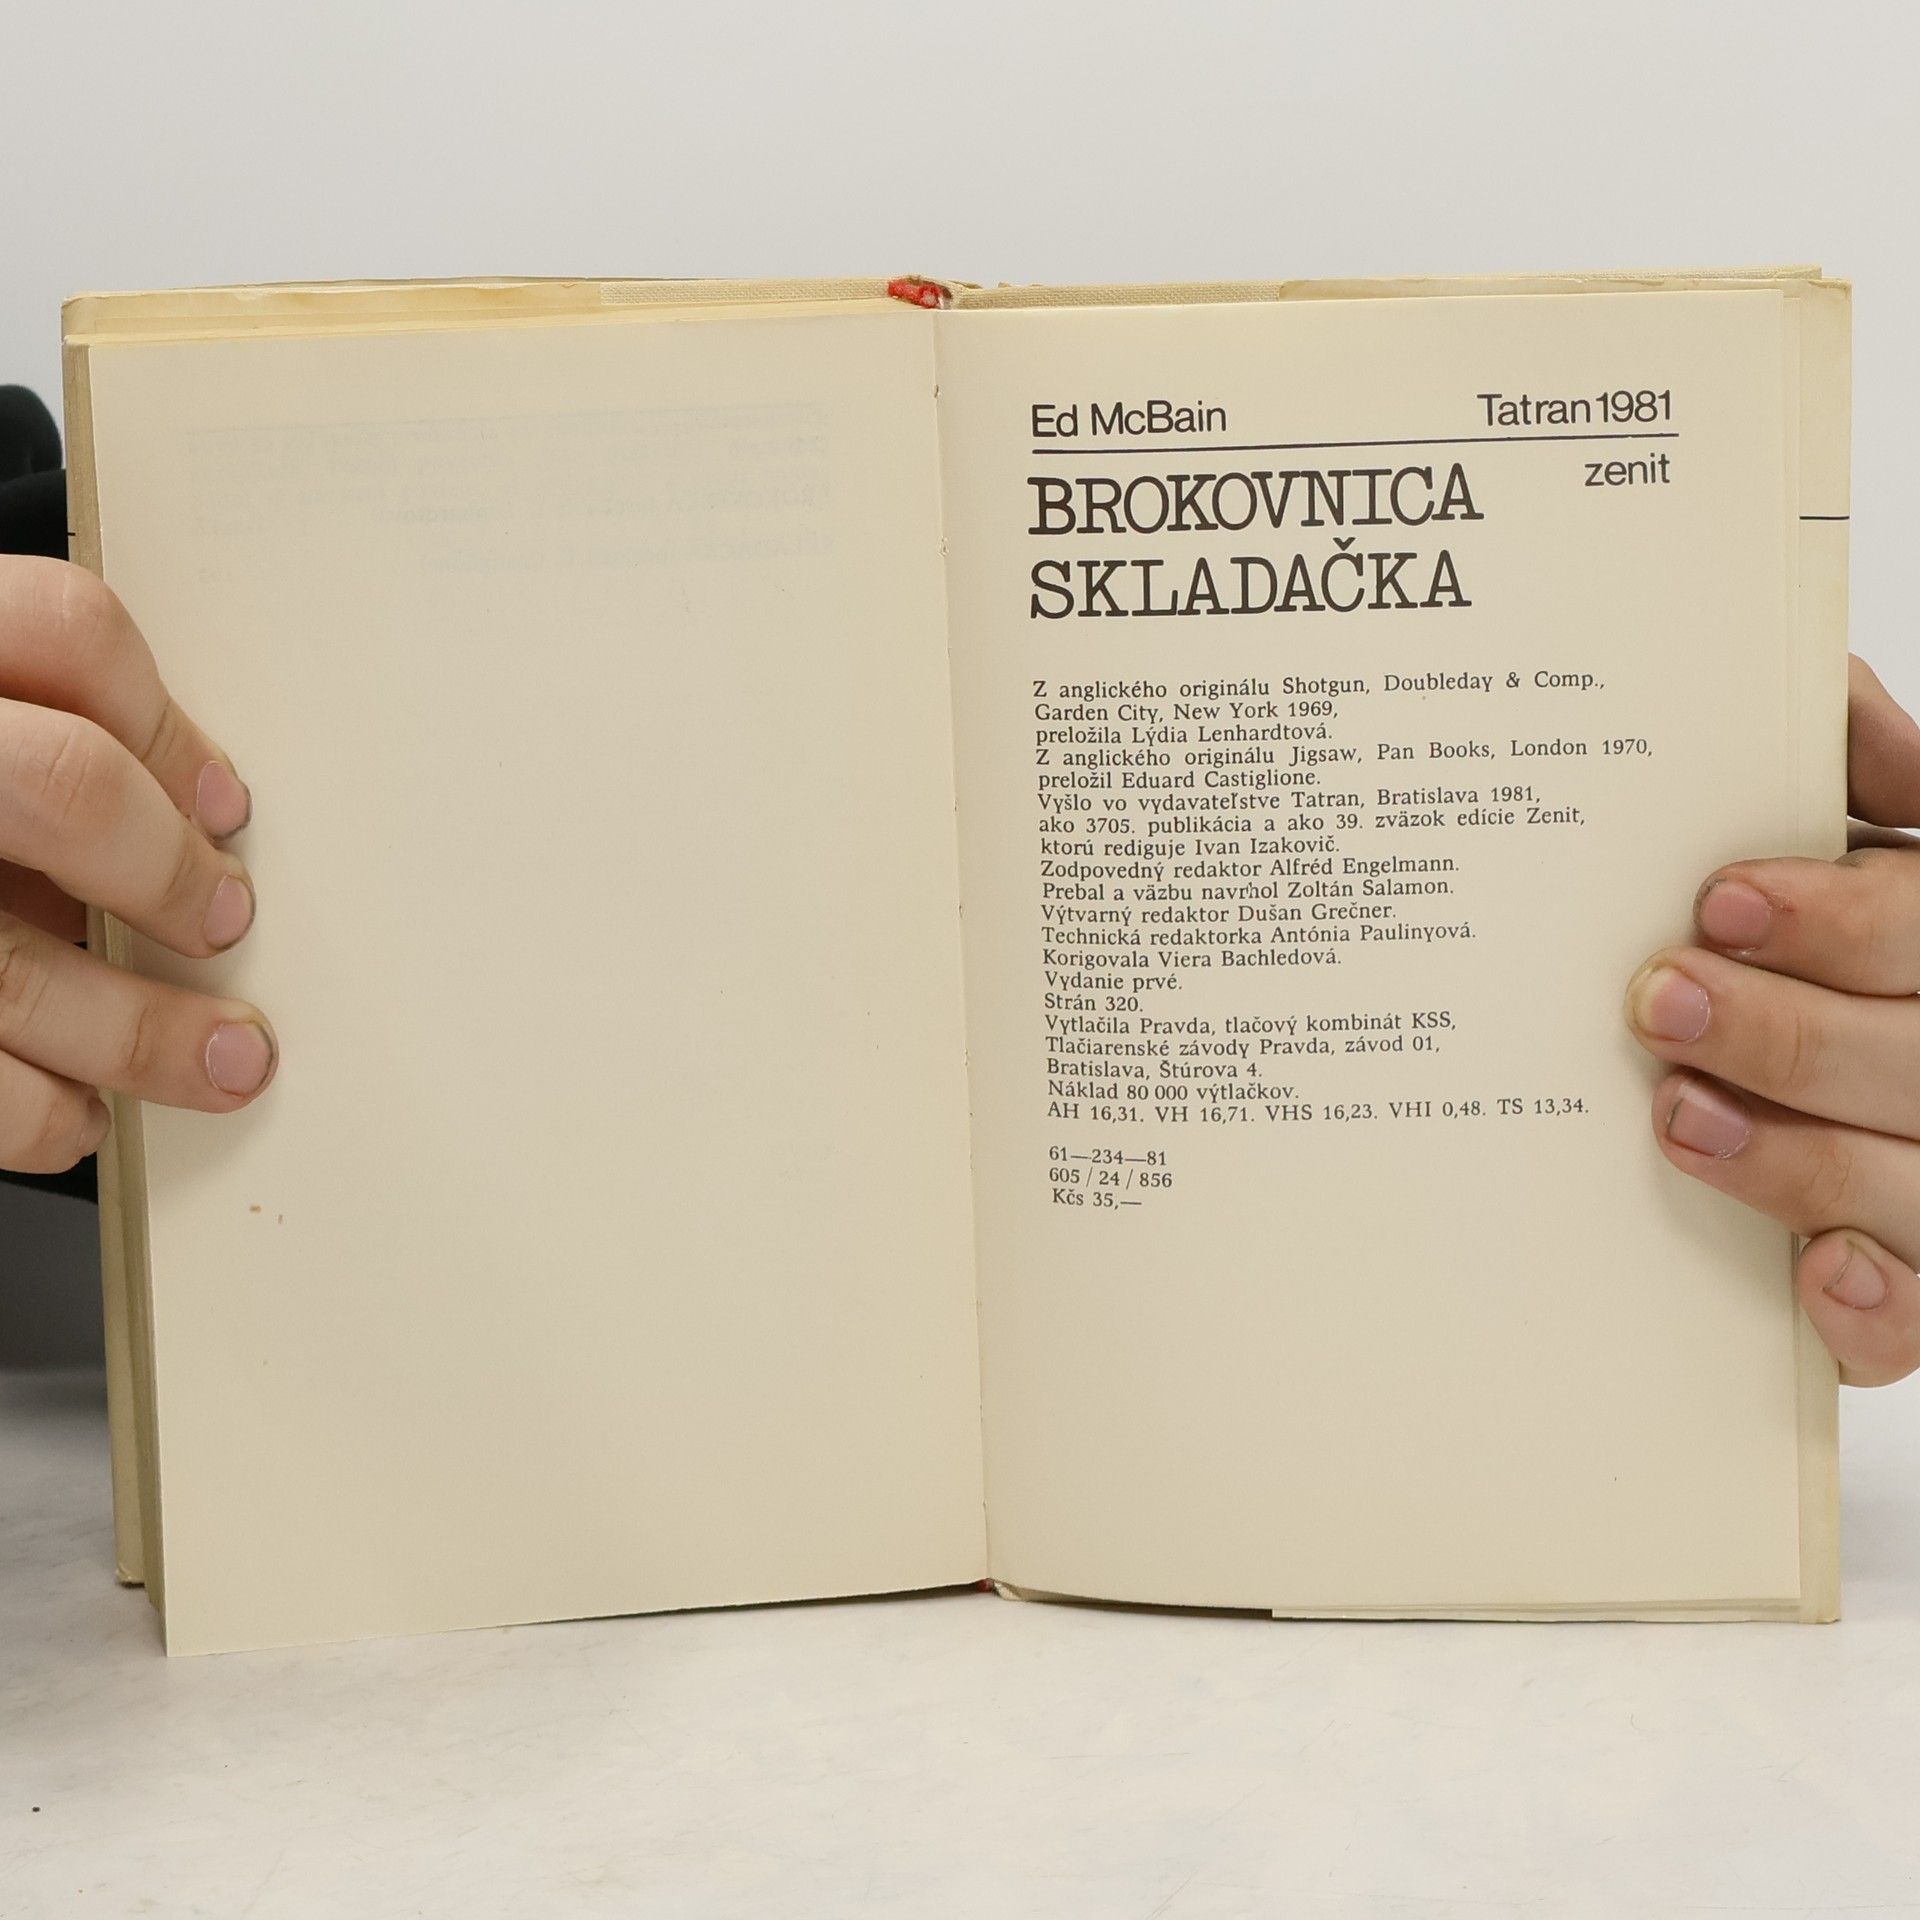 Ed McBain
Tatran 1981
zenit
BROKOVNICA
SKLADAČKA
Z anglického originálu Shotgun, Doubleday & Comp.,
Garden City, New York 1969,
preložila Lýdia Lenhardtová.
Z anglického originálu Jigsaw, Pan Books, London 1970,
preložil Eduard Castiglione.
Vyšlo vo vydavateľstve Tatran, Bratislava 1981,
ako 3705. publikácia a ako 39. zväzok edície Zenit,
ktorú rediguje Ivan Izakovič.
Zodpovedný redaktor Alfréd Engelmann.
Prebal a väzbu navrhol Zoltán Salamon.
Výtvarný redaktor Dušan Grečner.
Technická redaktorka Antónia Paulinyová.
Korigovala Viera Bachledová.
Vydanie prvé.
Strán 320.
Vytlačila Pravda, tlačový kombinát KSS,
Tlačiarenské závody Pravda, závod 01,
Bratislava, Štúrova 4.
Náklad 80 000 výtlačkov.
AH 16,31. VH 16,71. VHS 16,23. VHI 0,48. TS 13,34.
61—234—81
605 / 24 / 856
Kčs 35,—